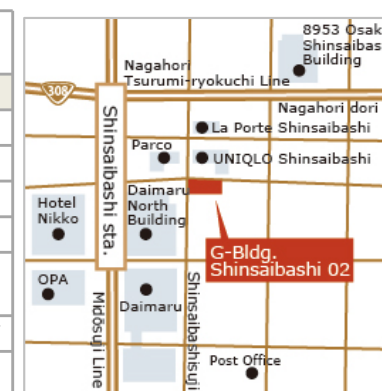 8953 Osak
Shinsaibas
Building
Nagahori
Tsurumi-ryokuchi Line
308
Nagahori dori
La Porte Shinsaibashi
Shinsaibashi sta.
Parco
UNIQLO Shinsaibashi
Daimaru
North
Building
Hotel
Nikko
G-Bldg.
Shinsaibashi 02
OPA
Daimaru
Midōsuji Line
Shinsaibashisuji
Post Office